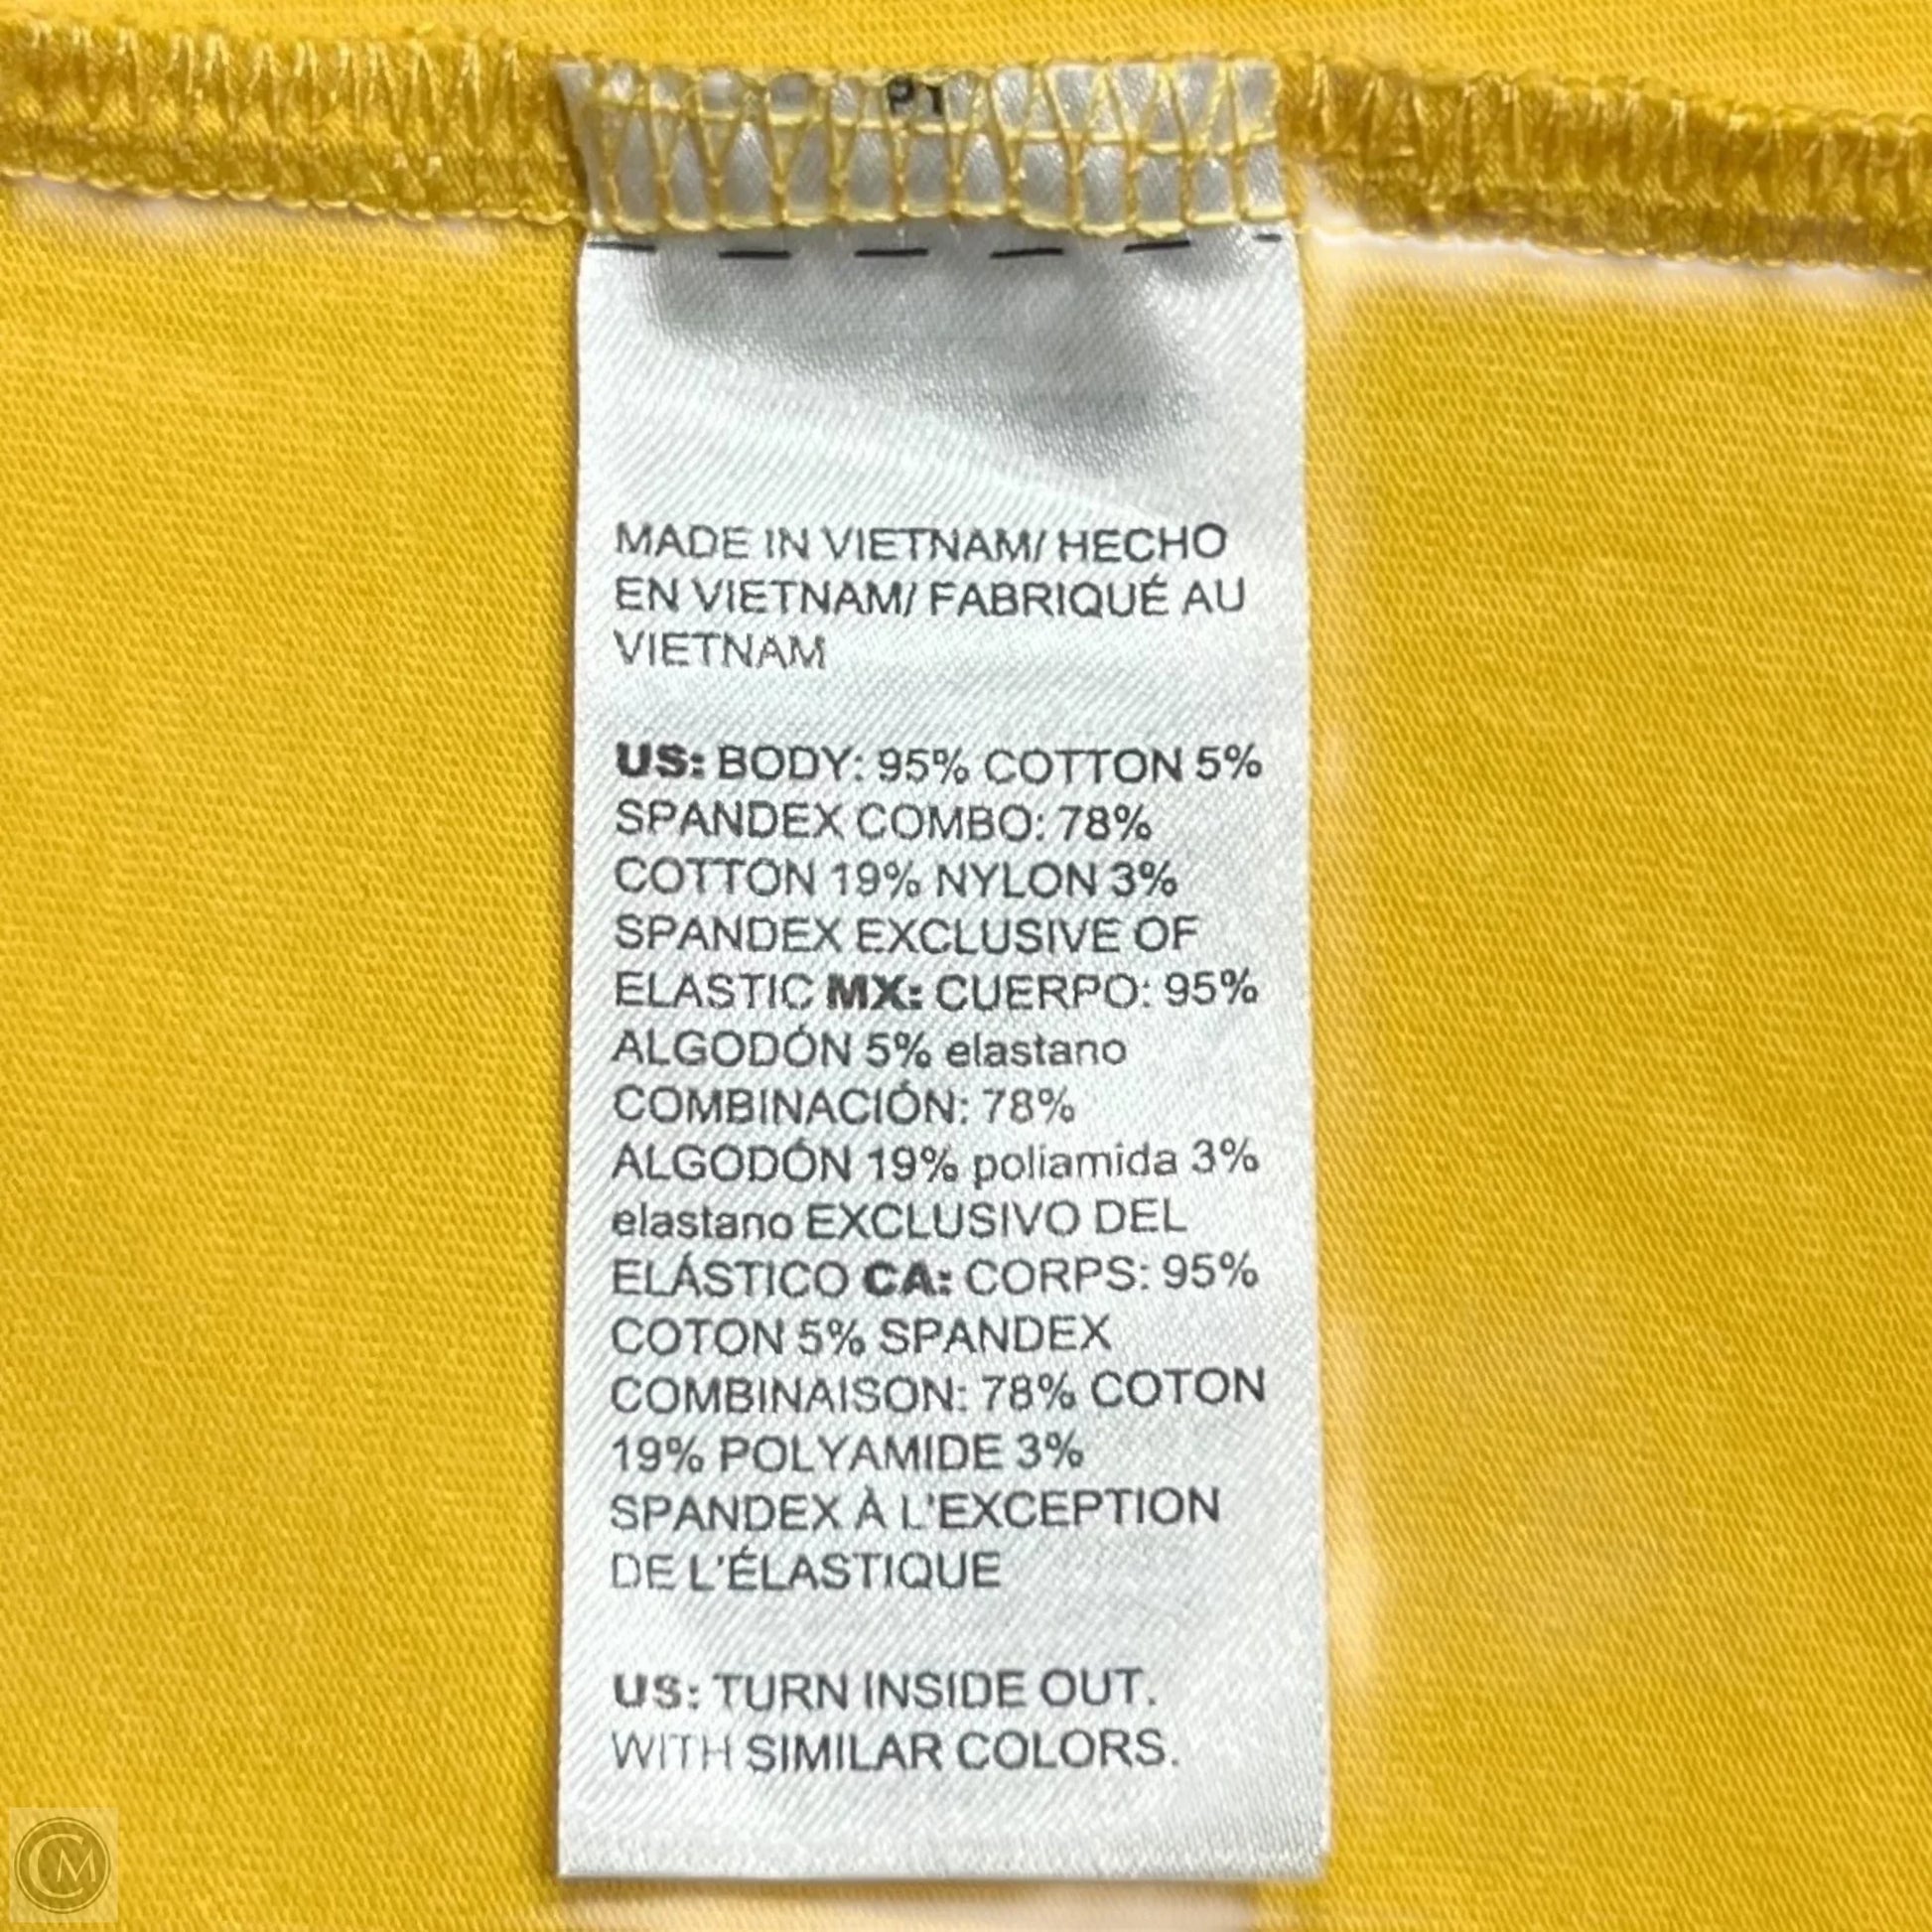 P1
MADE IN VIETNAM/ HECHO
EN VIETNAM/ FABRIQUÉ AU
VIETNAM
US: BODY: 95% COTTON 5%
SPANDEX COMBO: 78%
COTTON 19% NYLON 3%
SPANDEX EXCLUSIVE OF
ELASTIC MX: CUERPO: 95%
ALGODÓN 5% elastano
COMBINACIÓN: 78%
ALGODÓN 19% poliamida 3%
elastano EXCLUSIVO DEL
ELÁSTICO CA: CORPS: 95%
COTON 5% SPANDEX
COMBINAISON: 78% COTON
19% POLYAMIDE 3%
SPANDEX À L'EXCEPTION
DE L'ÉLASTIQUE
US: TURN INSIDE OUT.
WITH SIMILAR COLORS.
CM